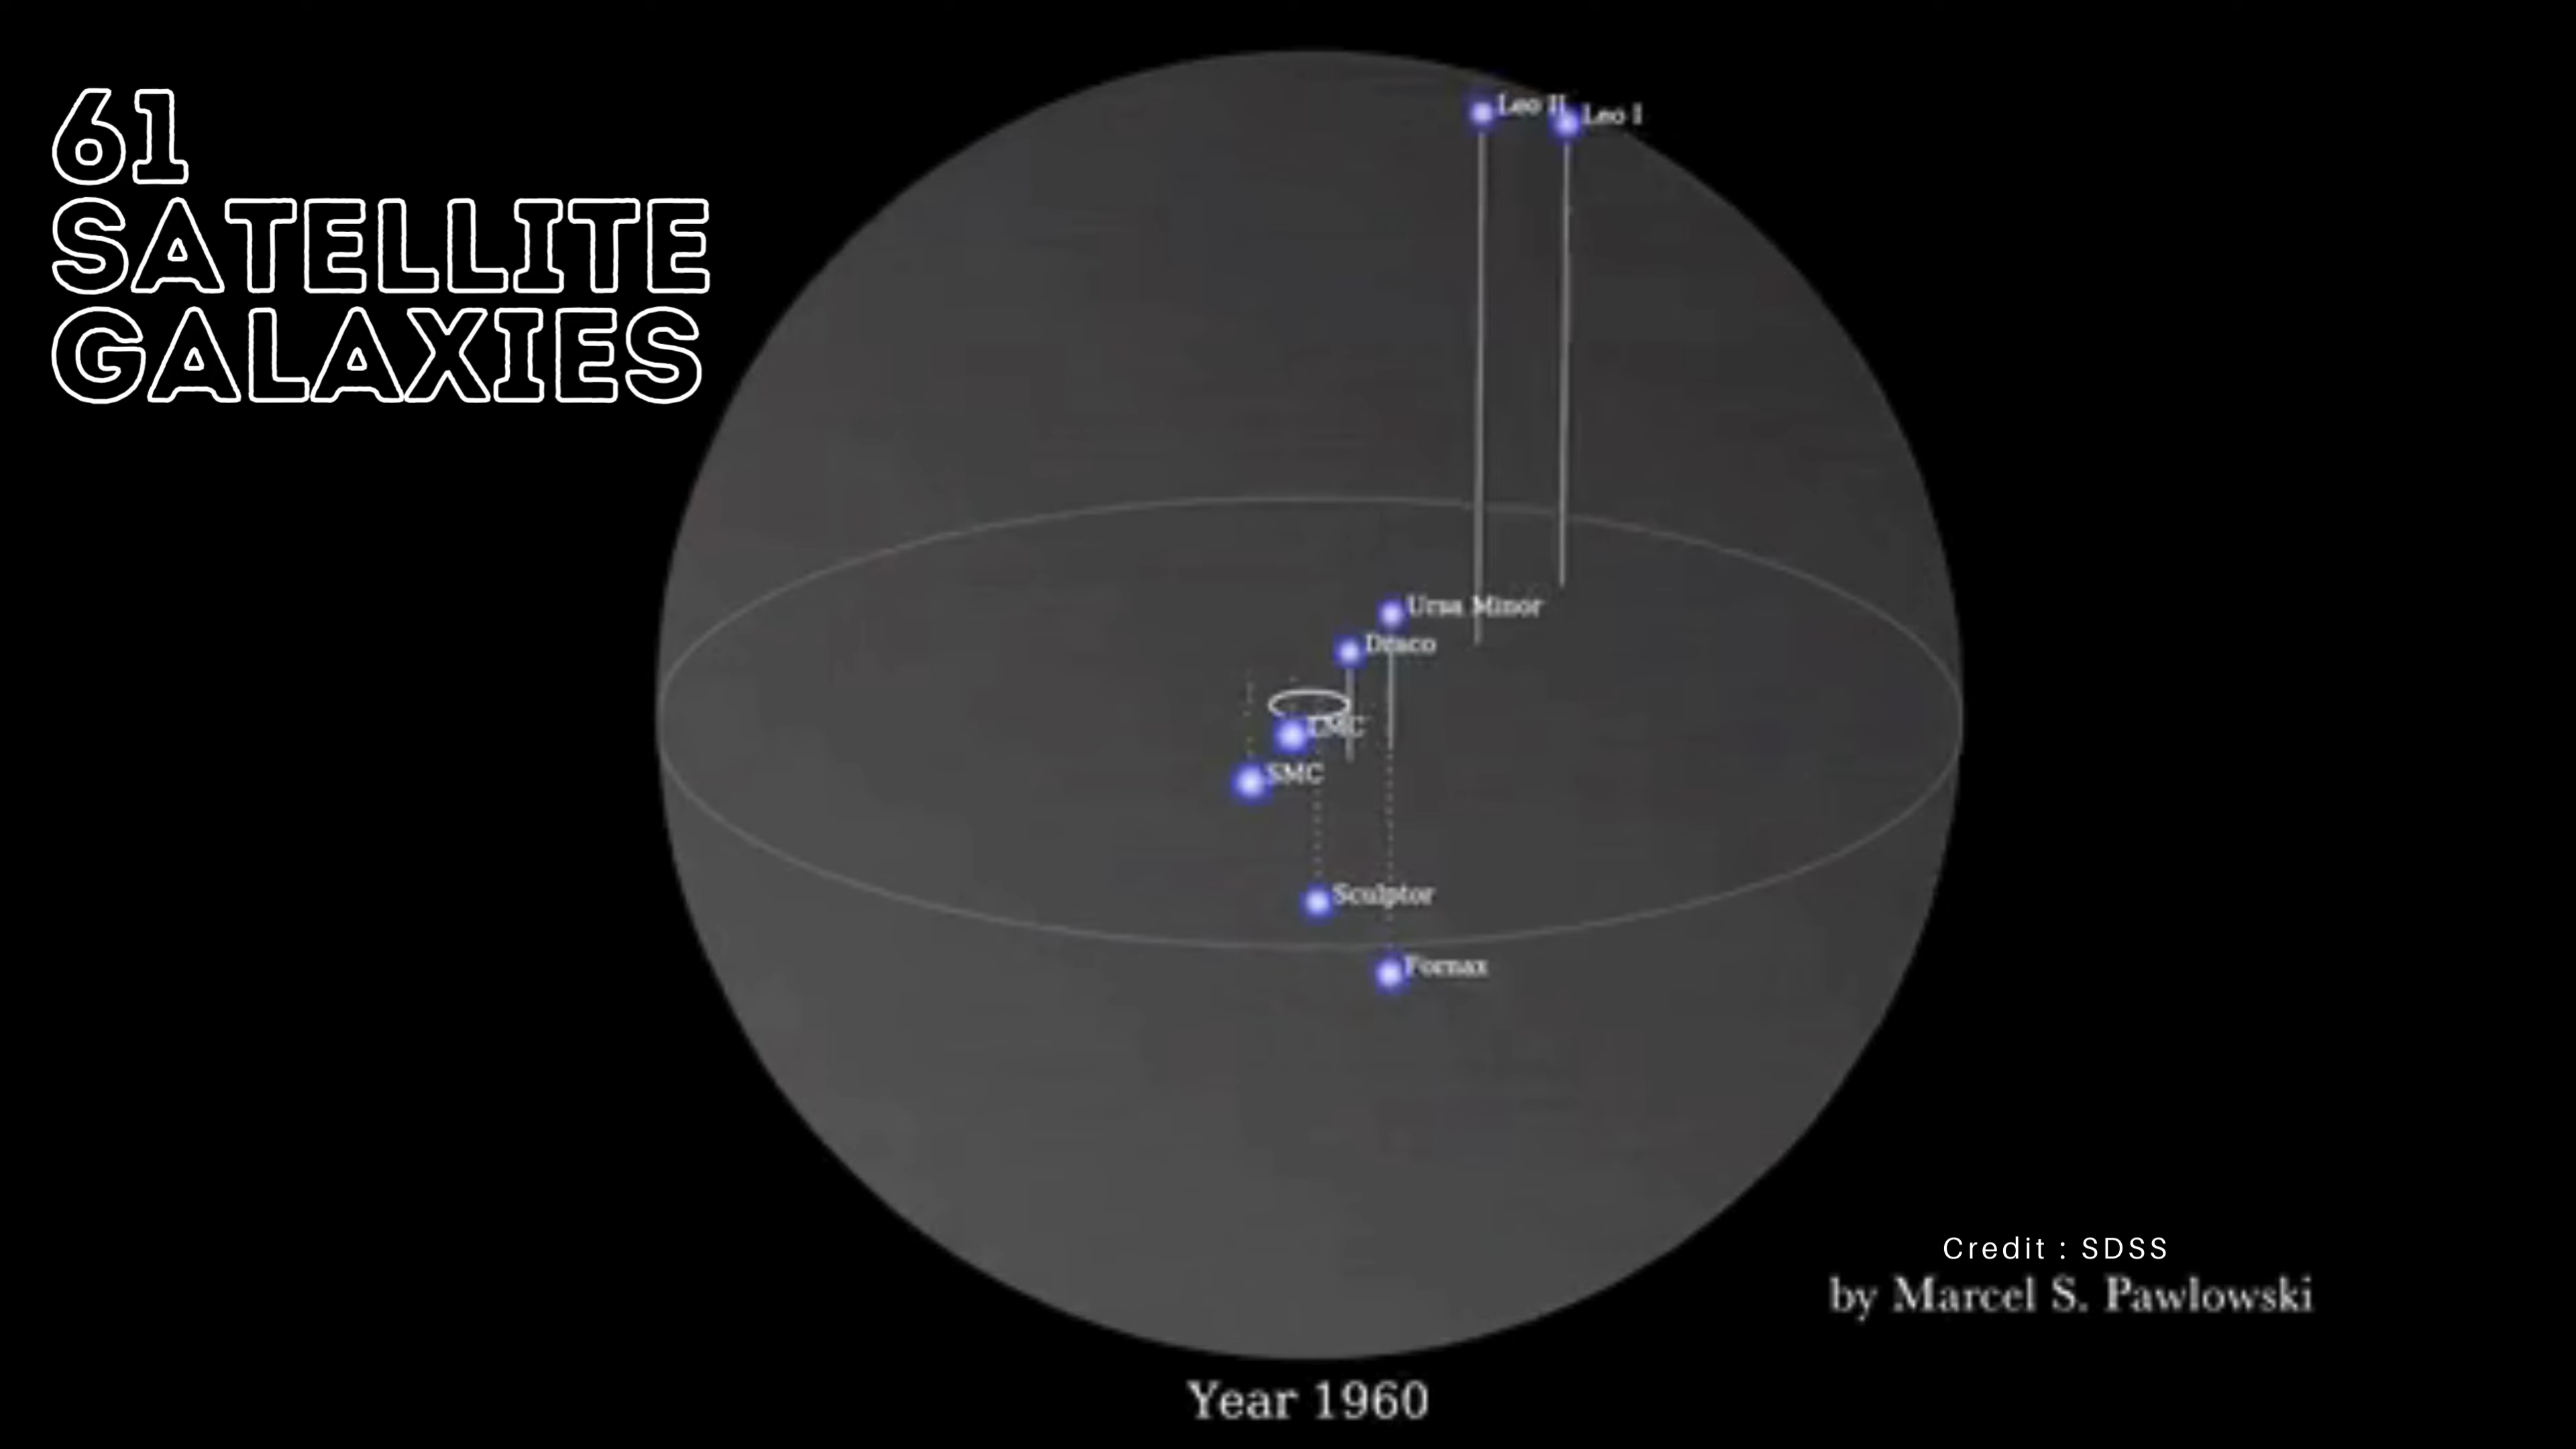 61
SATELLITE
GALAXIES
Leo II
Leo I
Ursa Minor
Draco
LMC
SMC
Sculptor
Fornax
Credit : SDSS
by Marcel S. Pawlowski
Year 1960